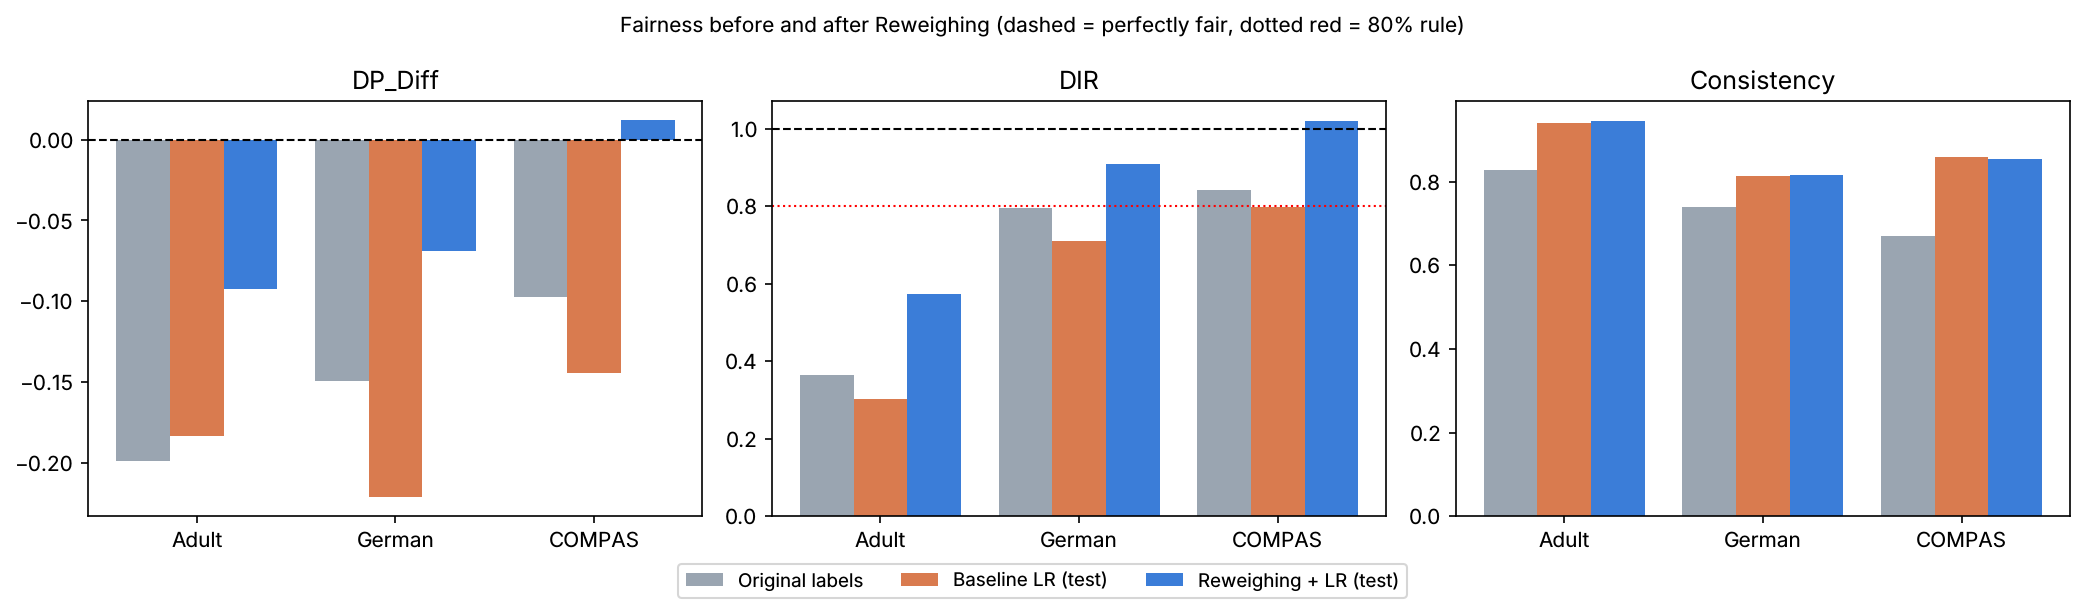 Fairness before and after Reweighing (dashed = perfectly fair, dotted red = 80% rule)
DP_Diff
0.00
−0.05
−0.10
−0.15
−0.20
Adult German COMPAS
DIR
1.0
0.8
0.6
0.4
0.2
0.0
Adult German COMPAS
Consistency
0.8
0.6
0.4
0.2
0.0
Adult German COMPAS
Original labels Baseline LR (test) Reweighing + LR (test)